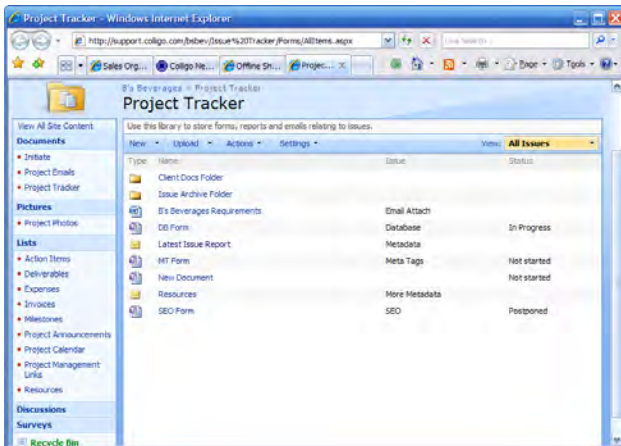 Project Tracker - Windows Internet Explorer
http://support.coligo.com/bsbev/Issue%20Tracker/Forms/AllItems.aspx
Sales Org... Coligo Ne... Offline Sh... Projec... Page Tools
B's Beverages > Project Tracker
Project Tracker
View All Site Content
Use this library to store forms, reports and emails relating to issues.
Documents
New Upload Actions Settings View: All Issues
Initiate
Project Emails
Project Tracker
Pictures
Project Photos
Lists
Action Items
Deliverables
Expenses
Invoices
Milestones
Project Announcements
Project Calendar
Project Management
Links
Resources
Discussions
Surveys
Recycle Bin
Type Name Issue Status
Client Docs Folder
Issue Archive Folder
B's Beverages Requirements Email Attach
DB Form Database In Progress
Latest Issue Report Metadata
MT Form Meta Tags Not started
New Document Not started
Resources More Metadata
SEO Form SEO Postponed